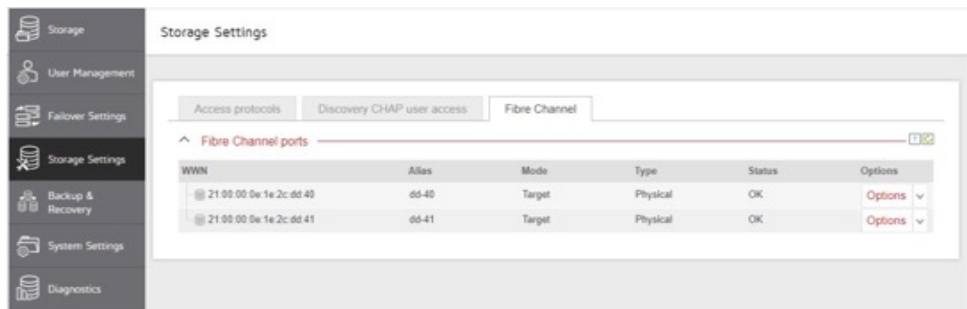 Storage
Storage Settings
User Management
Failover Settings
Storage Settings
Backup &
Recovery
System Settings
Diagnostics
Access protocols Discovery CHAP user access Fibre Channel
Fibre Channel ports
WWN Alias Mode Type Status Options
21:00:00:0e:1e:2c:dd:40 dd-40 Target Physical OK Options
21:00:00:0e:1e:2c:dd:41 dd-41 Target Physical OK Options